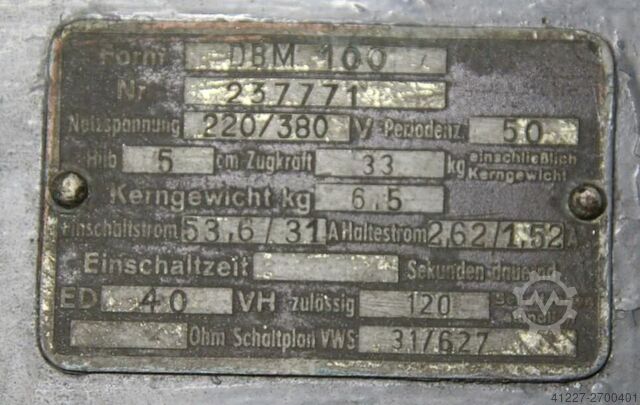 Form DBM 100
Nr 237771
Netzspannung 220/380 V Periodenz. 50
Hub 5 cm Zugkraft 33 kg einschließlich Kerngewicht
Kerngewicht kg 6.5
Einschaltstrom 53.6/31 A Haltestrom 2,62/1.52 A
Einschaltzeit Sekunden dauernd
ED 40 VH zulässig 120
Ohm Schaltplan VWS 31/627
41227-2700401